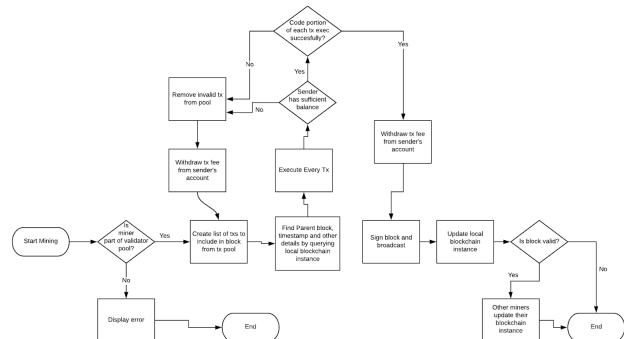 Code portion
of each tx exec
succesfully?
Yes
No
Yes
Remove invalid tx
from pool
Sender
has sufficient
balance
No
Withdraw tx fee
from sender's
account
Execute Every Tx
Withdraw tx fee
from sender's
account
Start Mining
Is
miner
part of validator
pool?
Yes
Create list of txs to
include in block
from tx pool
Find Parent block,
timestamp and other
details by querying
local blockchain
instance
Sign block and
broadcast
Update local
blockchain
instance
Is block valid?
No
Yes
No
Display error
End
Other miners
update their
blockchain
instance
End